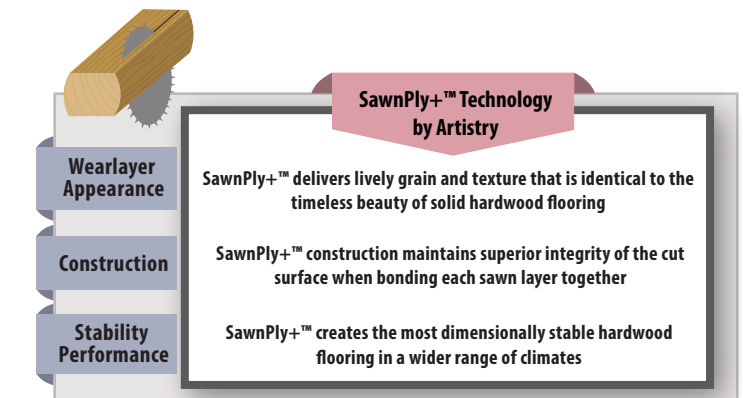 SawnPly+™ Technology
by Artistry
Wearlayer
Appearance
SawnPly+™ delivers lively grain and texture that is identical to the
timeless beauty of solid hardwood flooring
Construction
SawnPly+™ construction maintains superior integrity of the cut
surface when bonding each sawn layer together
Stability
Performance
SawnPly+™ creates the most dimensionally stable hardwood
flooring in a wider range of climates